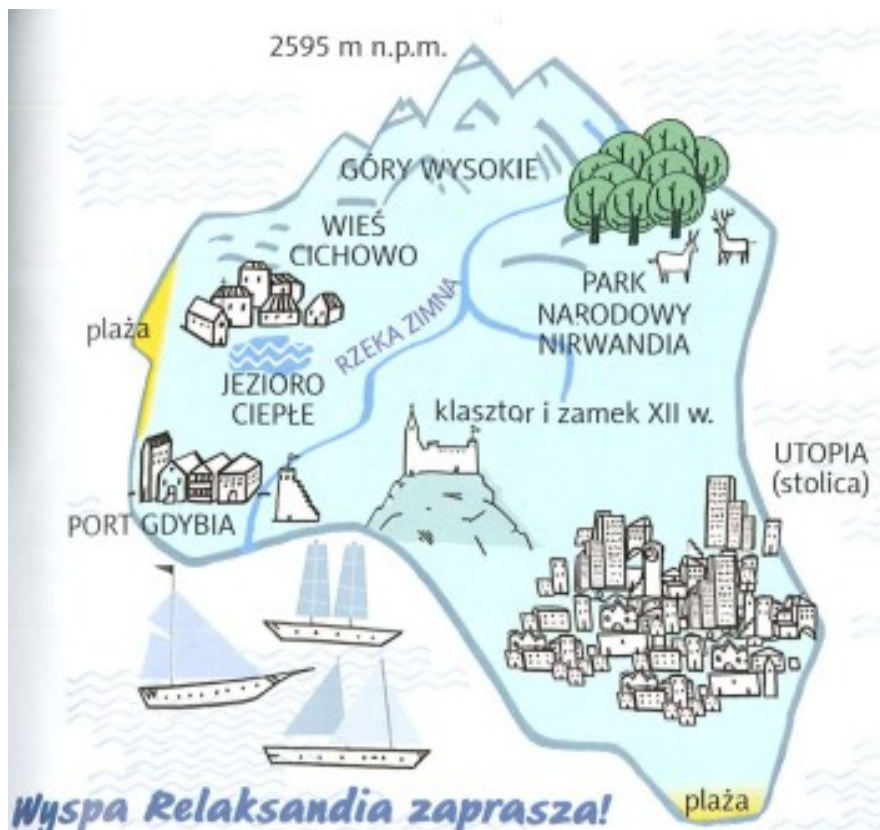 2595 m n.p.m.
GÓRY WYSOKIE
WIEŚ
CICHOWO
plaża
RZEKA ZIMNA
PARK
NARODOWY
NIRWANDIA
JEZIORO
CIEPŁE
klasztor i zamek XII w.
UTOPIA
(stolica)
PORT GDYBIA
plaża
Wyspa Relaksandia zaprasza!